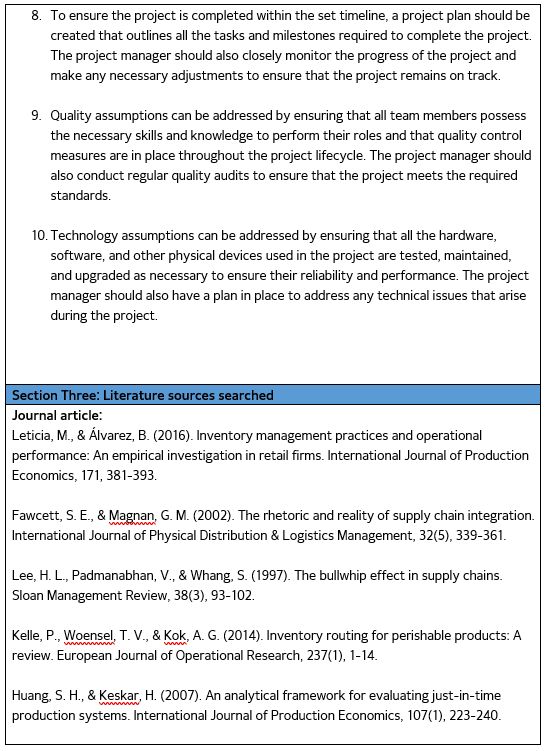 8. To ensure the project is completed within the set timeline, a project plan should be
created that outlines all the tasks and milestones required to complete the project.
The project manager should also closely monitor the progress of the project and
make any necessary adjustments to ensure that the project remains on track.
9. Quality assumptions can be addressed by ensuring that all team members possess
the necessary skills and knowledge to perform their roles and that quality control
measures are in place throughout the project lifecycle. The project manager should
also conduct regular quality audits to ensure that the project meets the required
standards.
10. Technology assumptions can be addressed by ensuring that all the hardware,
software, and other physical devices used in the project are tested, maintained,
and upgraded as necessary to ensure their reliability and performance. The project
manager should also have a plan in place to address any technical issues that arise
during the project.
Section Three: Literature sources searched
Journal article:
Leticia, M., & Álvarez, B. (2016). Inventory management practices and operational
performance: An empirical investigation in retail firms. International Journal of Production
Economics, 171, 381-393.
Fawcett, S. E., & Magnan, G. M. (2002). The rhetoric and reality of supply chain integration.
International Journal of Physical Distribution & Logistics Management, 32(5), 339-361.
Lee, H. L., Padmanabhan, V., & Whang, S. (1997). The bullwhip effect in supply chains.
Sloan Management Review, 38(3), 93-102.
Kelle, P., Woensel, T. V., & Kok, A. G. (2014). Inventory routing for perishable products: A
review. European Journal of Operational Research, 237(1), 1-14.
Huang, S. H., & Keskar, H. (2007). An analytical framework for evaluating just-in-time
production systems. International Journal of Production Economics, 107(1), 223-240.